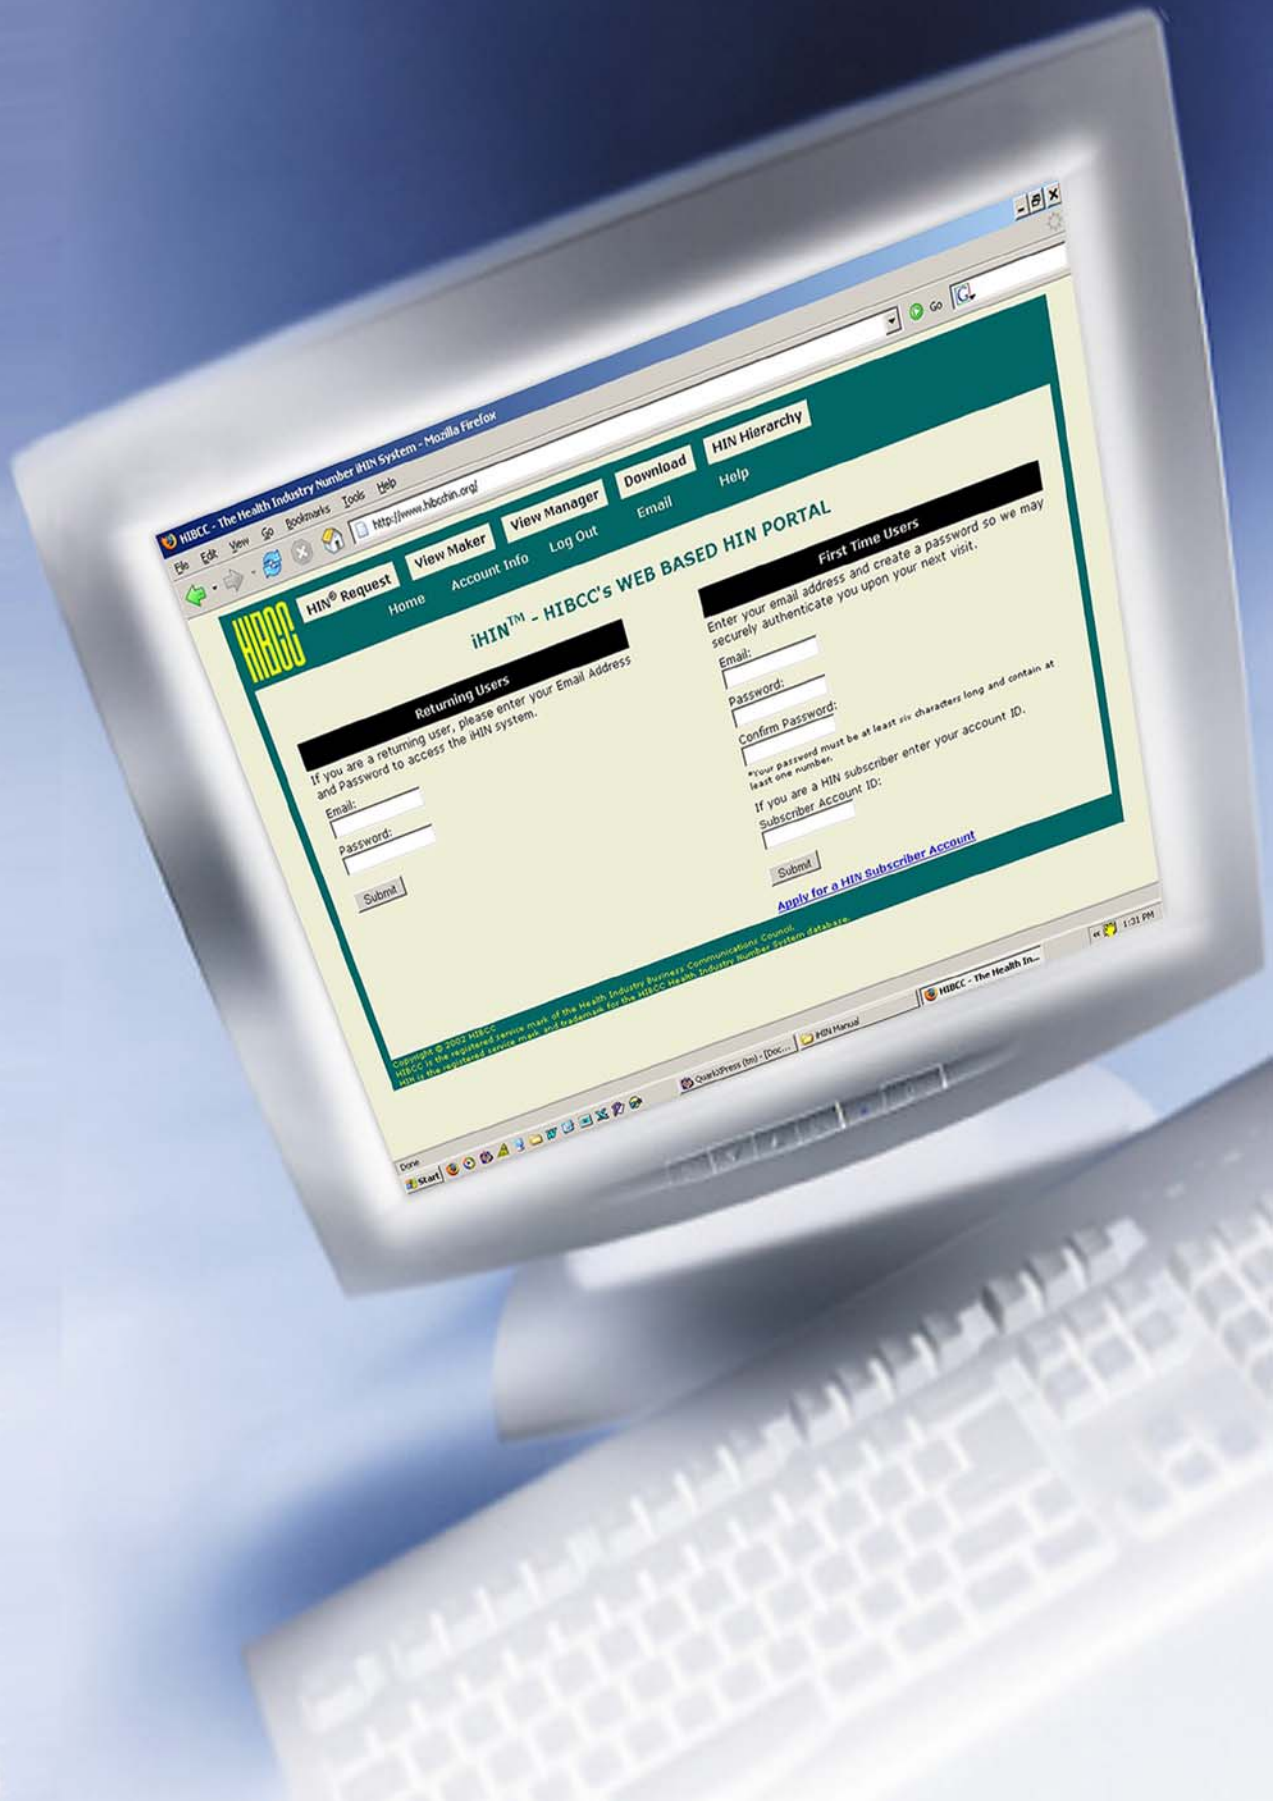 HIBCC - The Health Industry Number iHIN System - Mozilla Firefox
File Edit View Go Bookmarks Tools Help
http://www.hibcchin.org/
Go
HIBCC
HIN® Request View Maker View Manager Download HIN Hierarchy
Home Account Info Log Out Email Help
iHIN™ - HIBCC's WEB BASED HIN PORTAL
Returning Users
If you are a returning user, please enter your Email Address
and Password to access the iHIN system.
Email:
Password:
Submit
First Time Users
Enter your email address and create a password so we may
securely authenticate you upon your next visit.
Email:
Password:
Confirm Password:
*Your password must be at least six characters long and contain at
least one number.
If you are a HIN subscriber enter your account ID.
Subscriber Account ID:
Submit
Apply for a HIN Subscriber Account
Copyright © 2002 HIBCC
HIBCC is the registered service mark of the Health Industry Business Communications Council.
HIN is the registered service mark and trademark for the HIBCC Health Industry Number System database.
Done
Start
QuarkXPress (tm) - [Doc...
iHIN Manual
HIBCC - The Health In...
1:31 PM